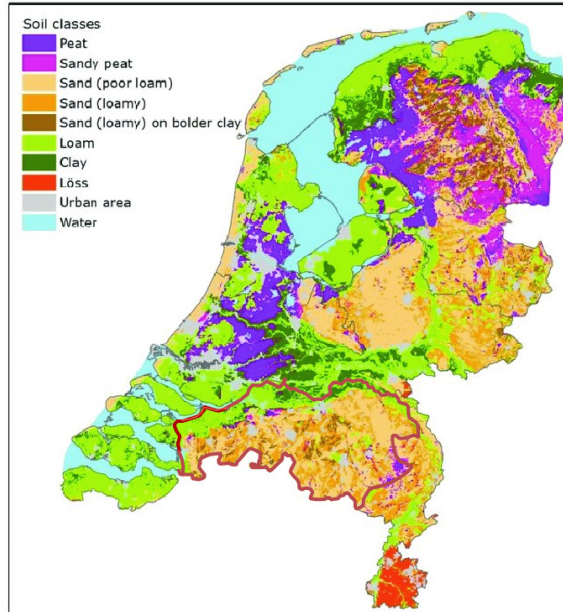 Soil classes
Peat
Sandy peat
Sand (poor loam)
Sand (loamy)
Sand (loamy) on bolder clay
Loam
Clay
Löss
Urban area
Water